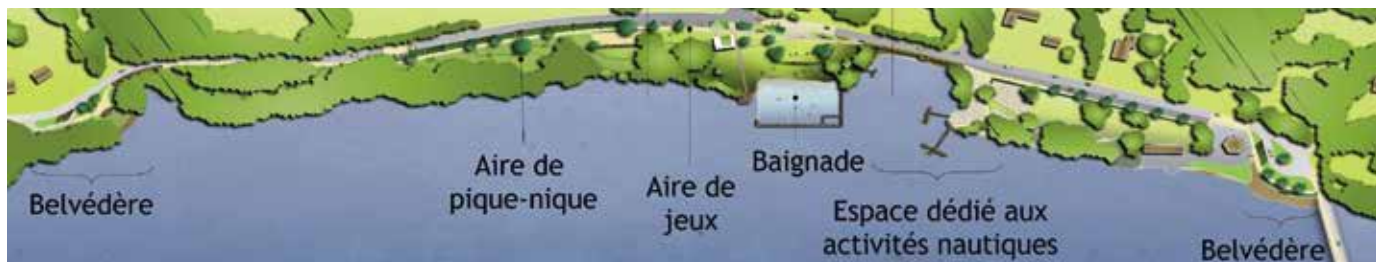 Belvédère
Aire de
pique-nique
Aire de
jeux
Baignade
Espace dédié aux
activités nautiques
Belvédère